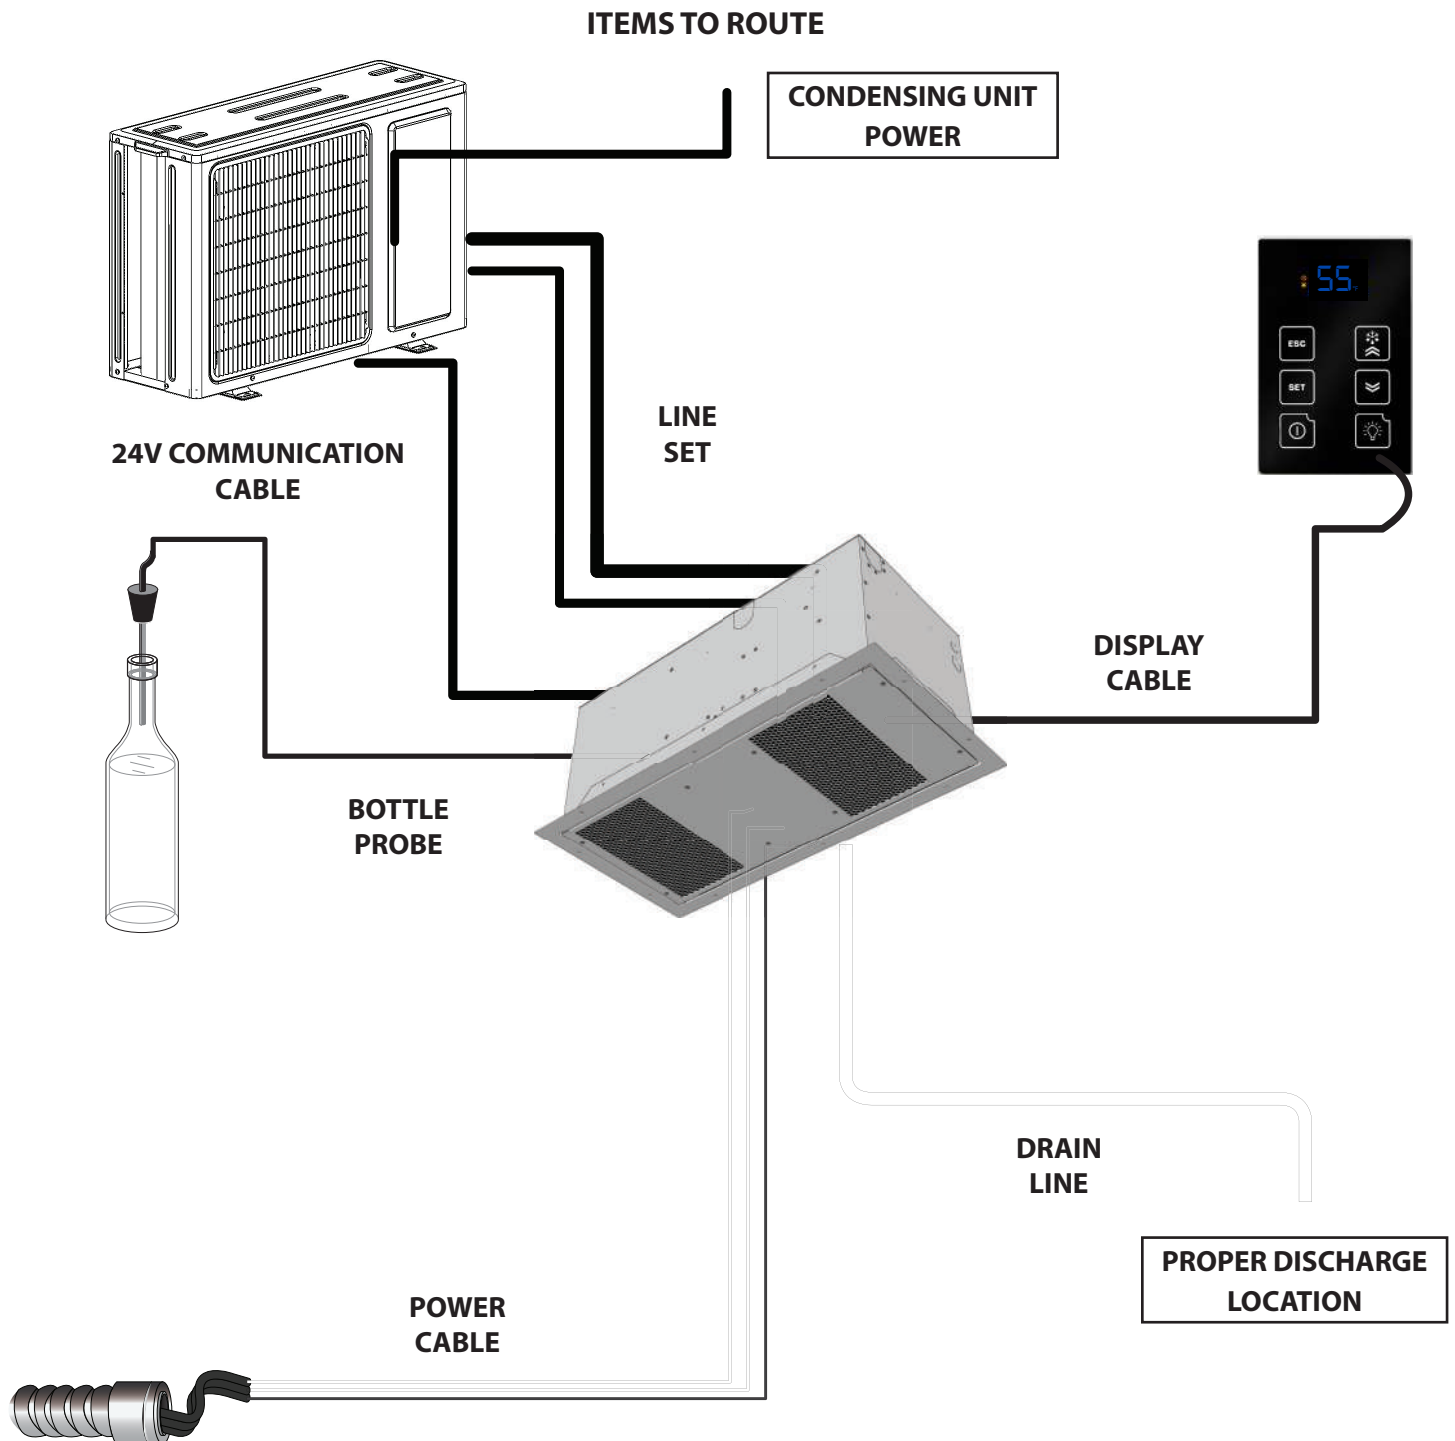 ITEMS TO ROUTE
CONDENSING UNIT
POWER
55
ESC
SET
LINE
SET
24V COMMUNICATION
CABLE
DISPLAY
CABLE
BOTTLE
PROBE
DRAIN
LINE
PROPER DISCHARGE
LOCATION
POWER
CABLE